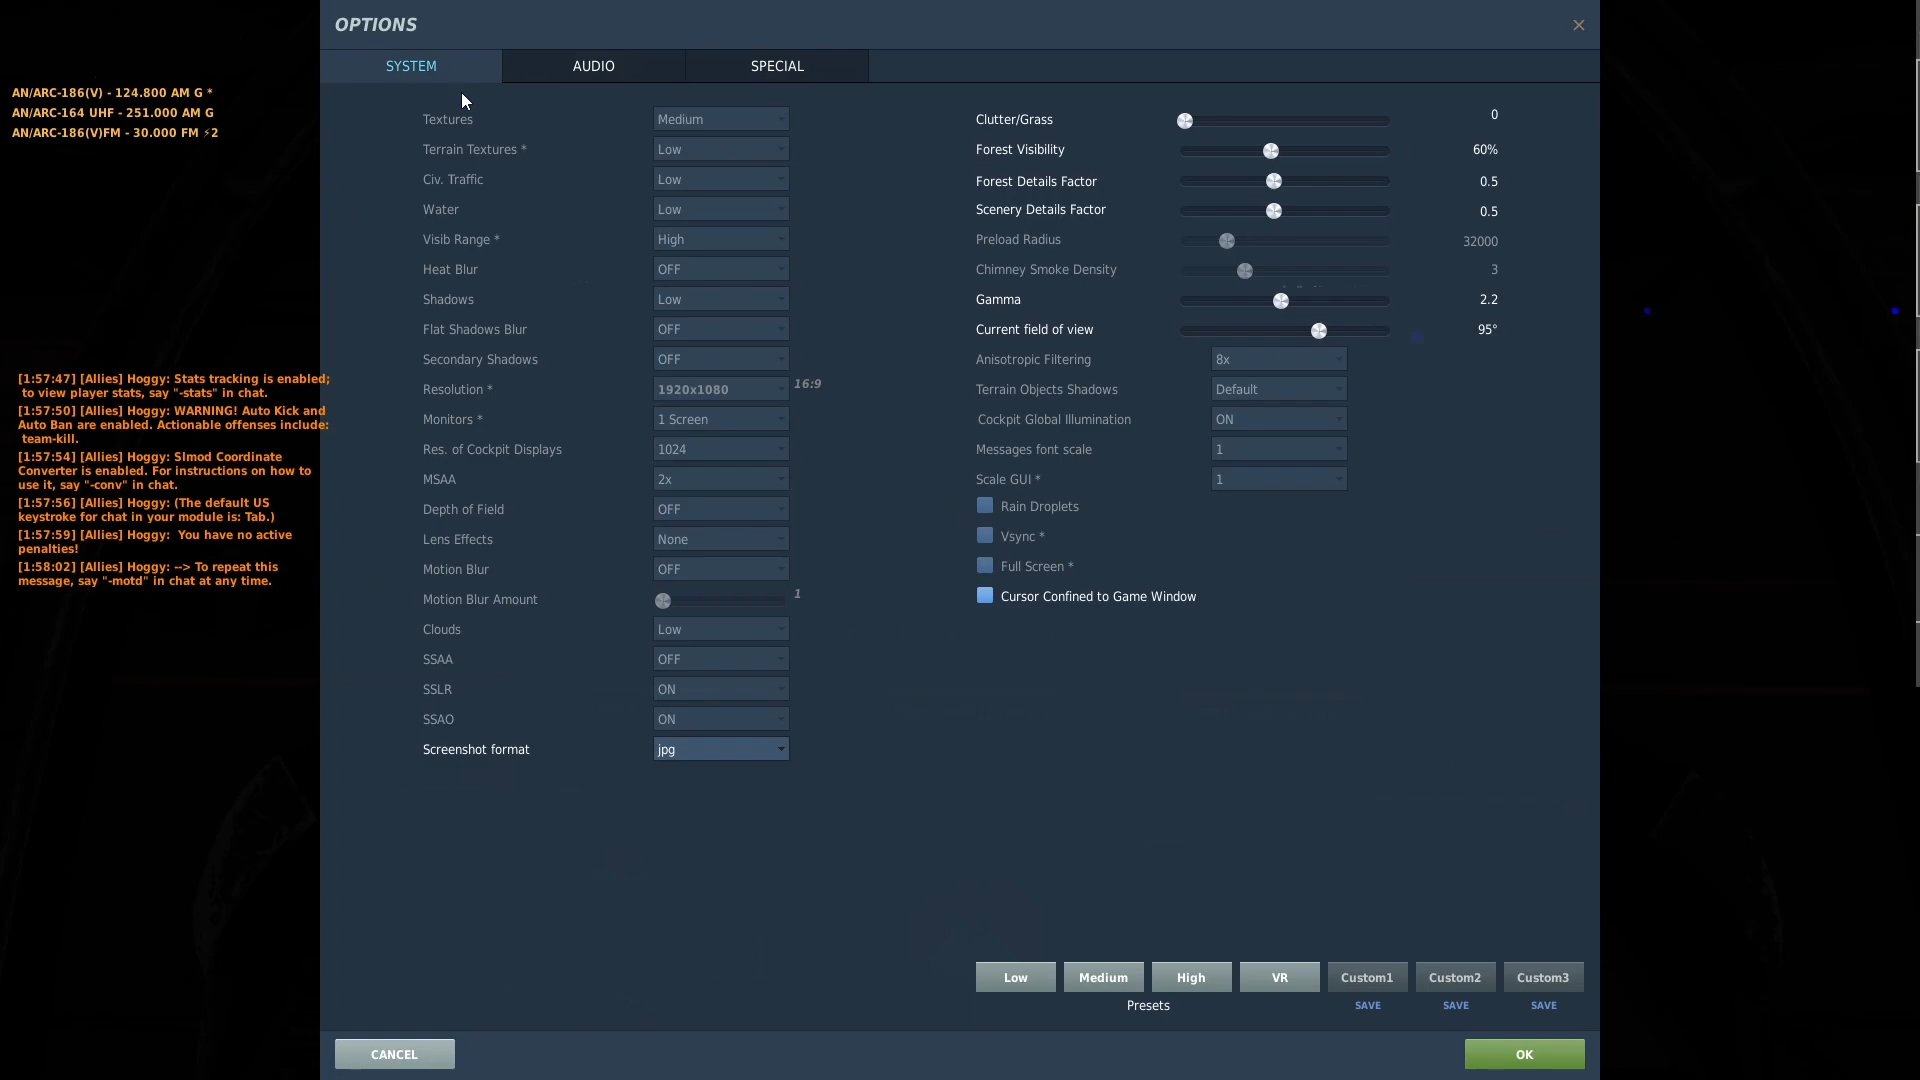 OPTIONS
SYSTEM AUDIO SPECIAL
AN/ARC-186(V) - 124.800 AM G *
AN/ARC-164 UHF - 251.000 AM G
AN/ARC-186(V)FM - 30.000 FM ⚡2
[1:57:47] [Allies] Hoggy: Stats tracking is enabled;
to view player stats, say "-stats" in chat.
[1:57:50] [Allies] Hoggy: WARNING! Auto Kick and
Auto Ban are enabled. Actionable offenses include:
team-kill.
[1:57:54] [Allies] Hoggy: Slmod Coordinate
Converter is enabled. For instructions on how to
use it, say "-conv" in chat.
[1:57:56] [Allies] Hoggy: (The default US
keystroke for chat in your module is: Tab.)
[1:57:59] [Allies] Hoggy:  You have no active
penalties!
[1:58:02] [Allies] Hoggy: --> To repeat this
message, say "-motd" in chat at any time.
Textures Medium
Terrain Textures * Low
Civ. Traffic Low
Water Low
Visib Range * High
Heat Blur OFF
Shadows Low
Flat Shadows Blur OFF
Secondary Shadows OFF
Resolution * 1920x1080 16:9
Monitors * 1 Screen
Res. of Cockpit Displays 1024
MSAA 2x
Depth of Field OFF
Lens Effects None
Motion Blur OFF
Motion Blur Amount 1
Clouds Low
SSAA OFF
SSLR ON
SSAO ON
Screenshot format jpg
Clutter/Grass 0
Forest Visibility 60%
Forest Details Factor 0.5
Scenery Details Factor 0.5
Preload Radius 32000
Chimney Smoke Density 3
Gamma 2.2
Current field of view 95°
Anisotropic Filtering 8x
Terrain Objects Shadows Default
Cockpit Global Illumination ON
Messages font scale 1
Scale GUI * 1
Rain Droplets
Vsync *
Full Screen *
Cursor Confined to Game Window
Low Medium High VR Custom1 Custom2 Custom3
Presets SAVE SAVE SAVE
CANCEL OK